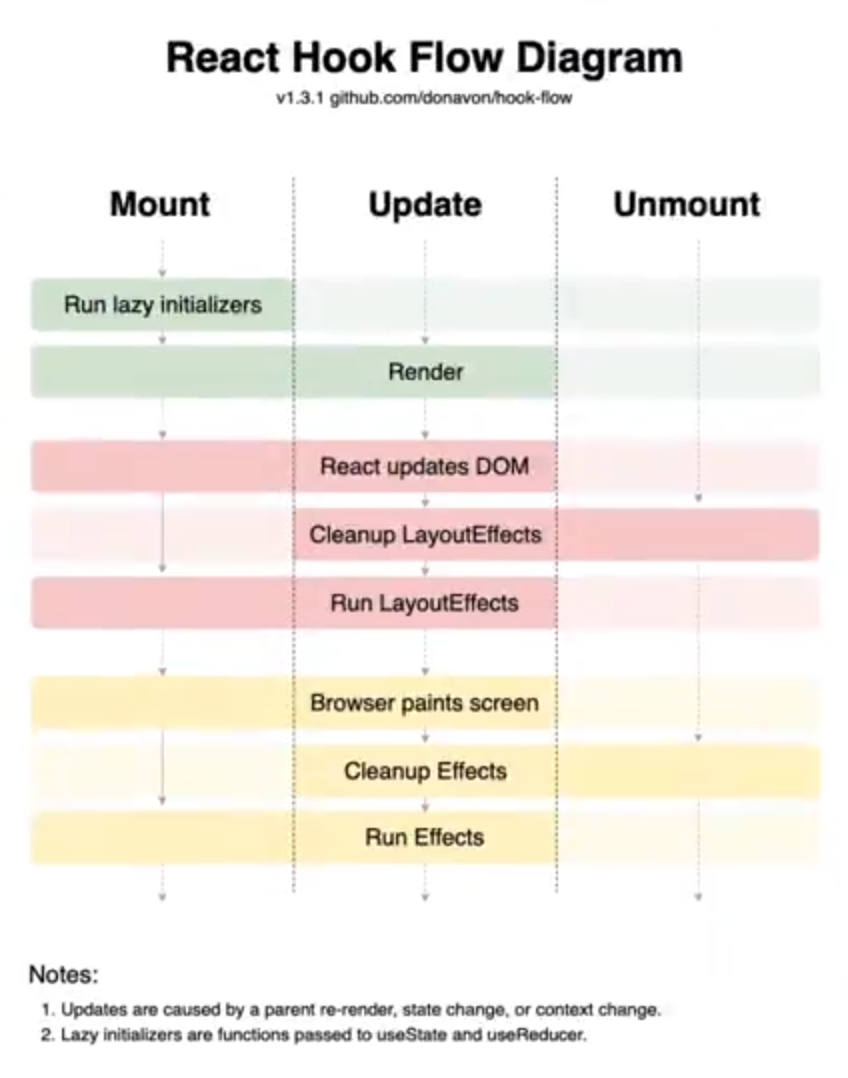 React Hook Flow Diagram
v1.3.1 github.com/donavon/hook-flow
Mount Update Unmount
Run lazy initializers
Render
React updates DOM
Cleanup LayoutEffects
Run LayoutEffects
Browser paints screen
Cleanup Effects
Run Effects
Notes:
1. Updates are caused by a parent re-render, state change, or context change.
2. Lazy initializers are functions passed to useState and useReducer.